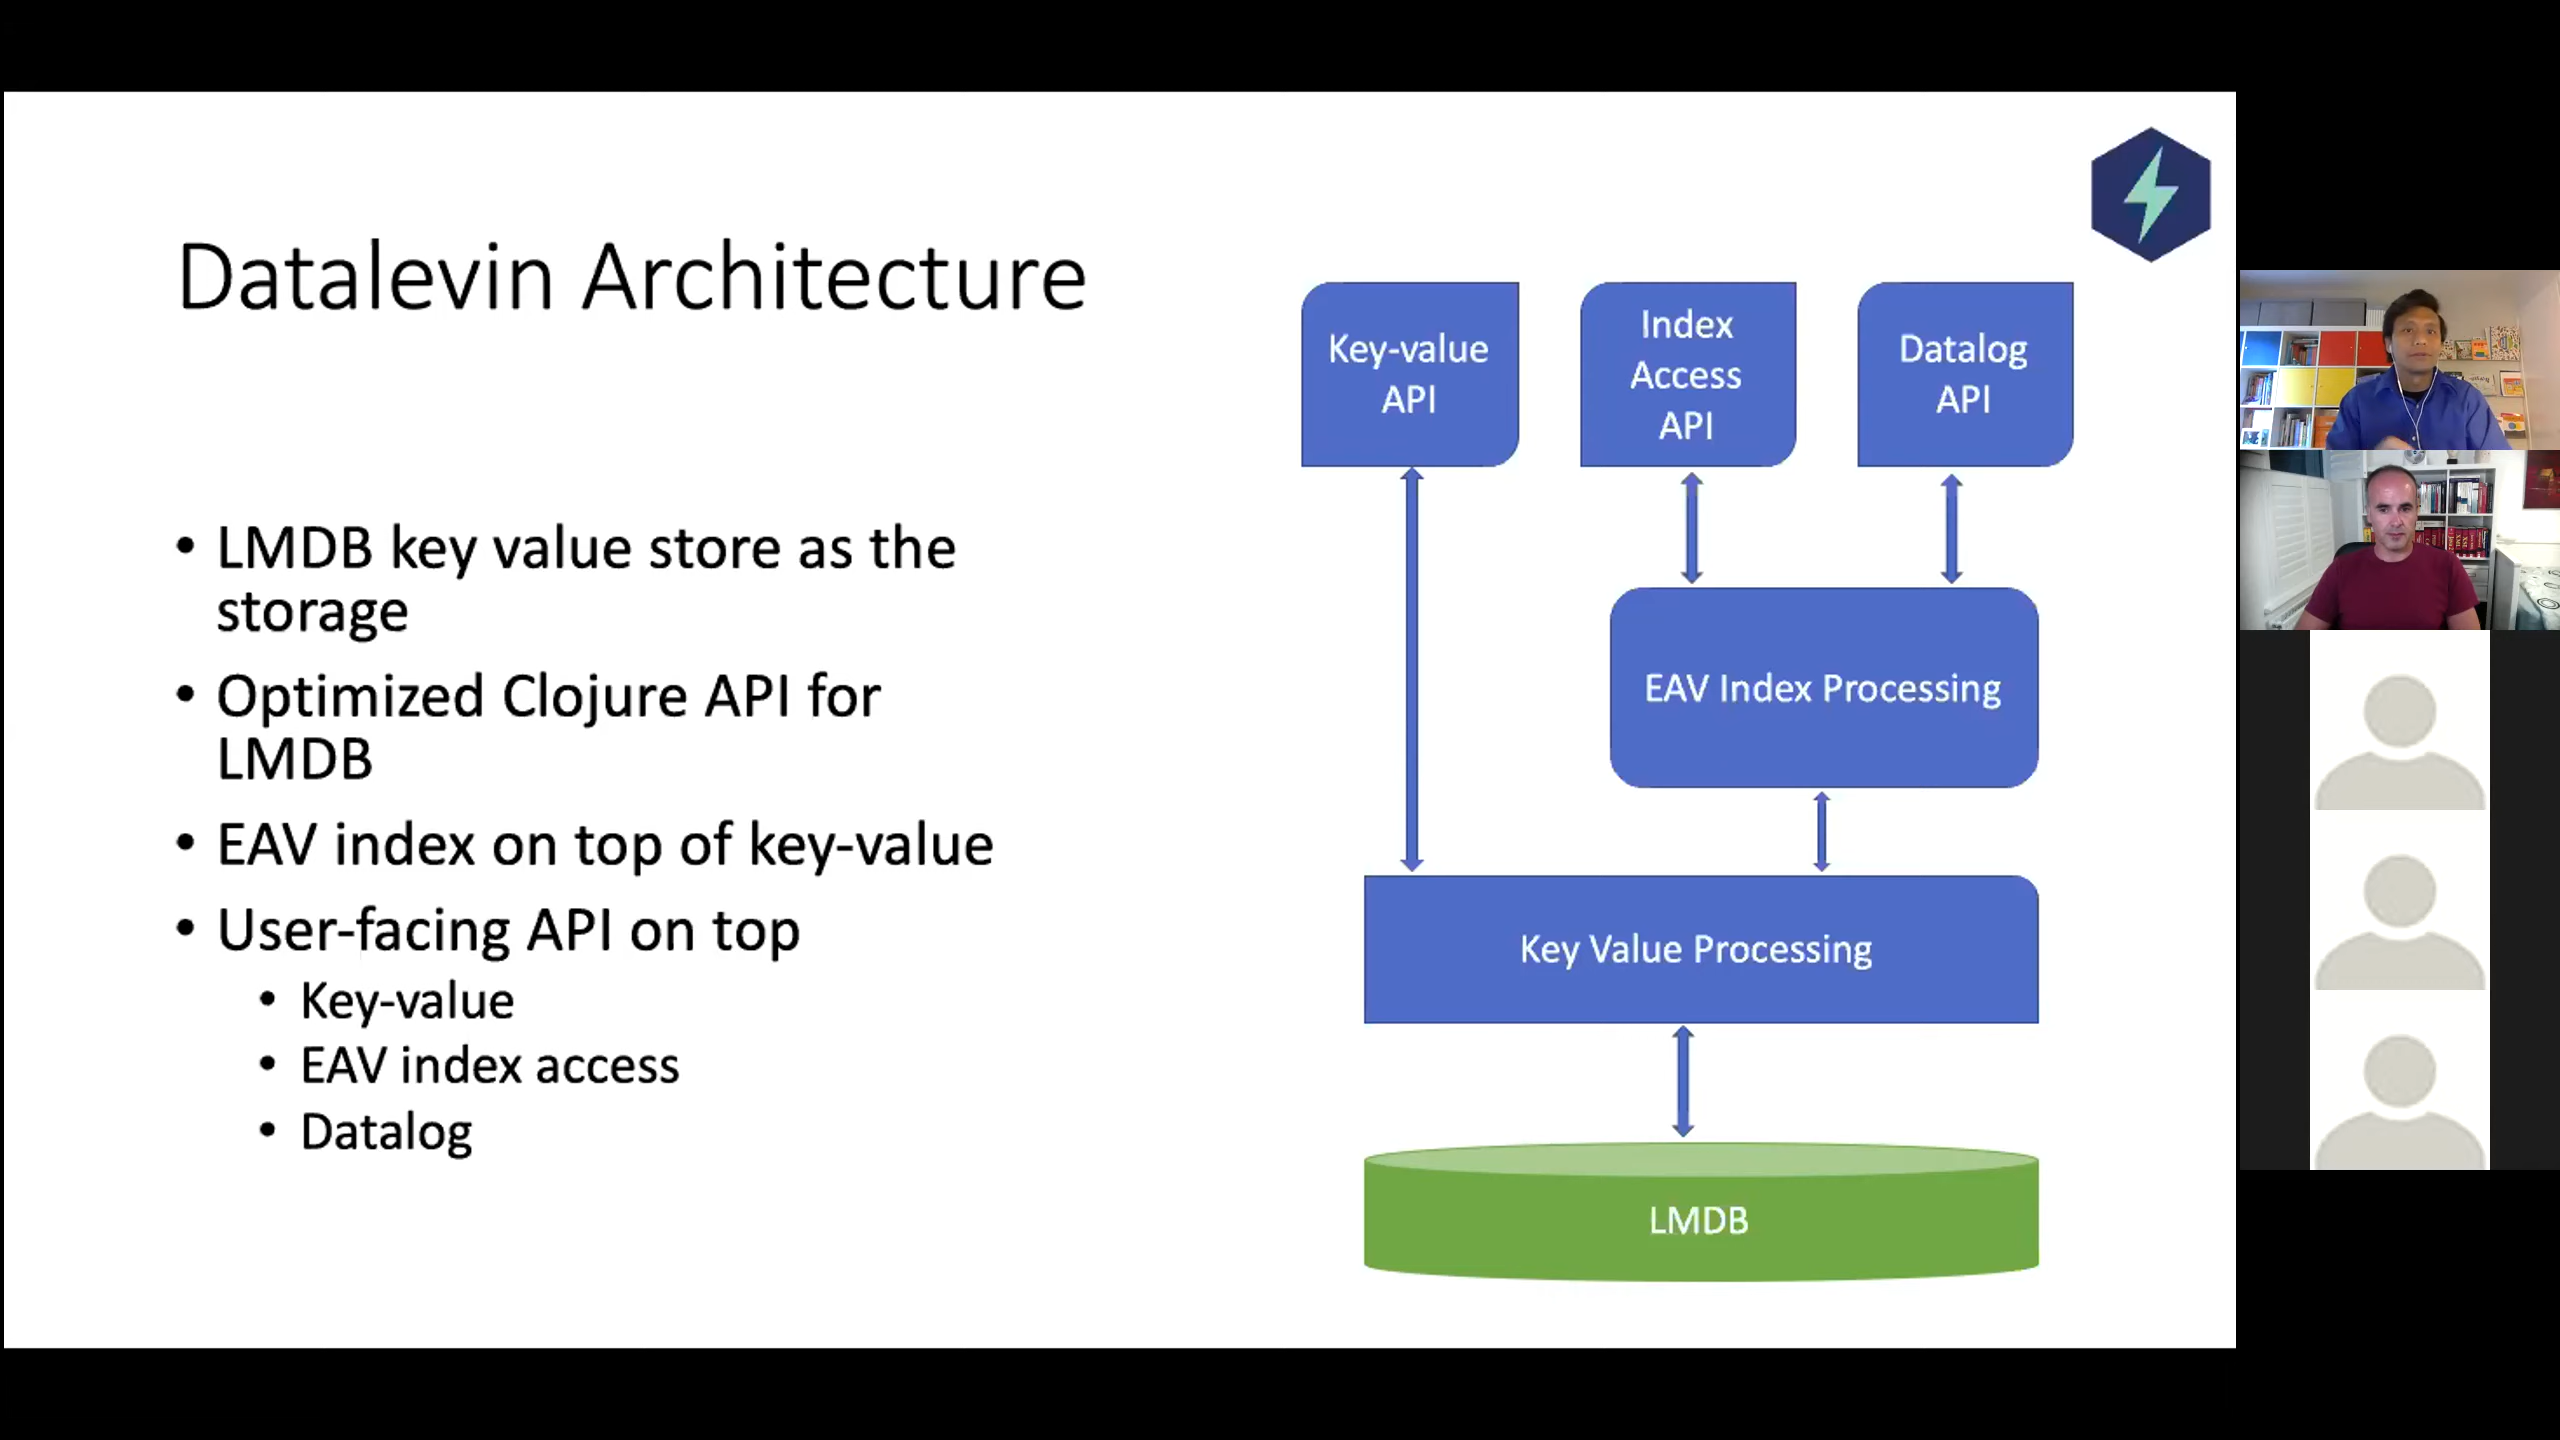 Datalevin Architecture
• LMDB key value store as the
storage
• Optimized Clojure API for
LMDB
• EAV index on top of key-value
• User-facing API on top
• Key-value
• EAV index access
• Datalog
Key-value
API
Index
Access
API
Datalog
API
EAV Index Processing
Key Value Processing
LMDB